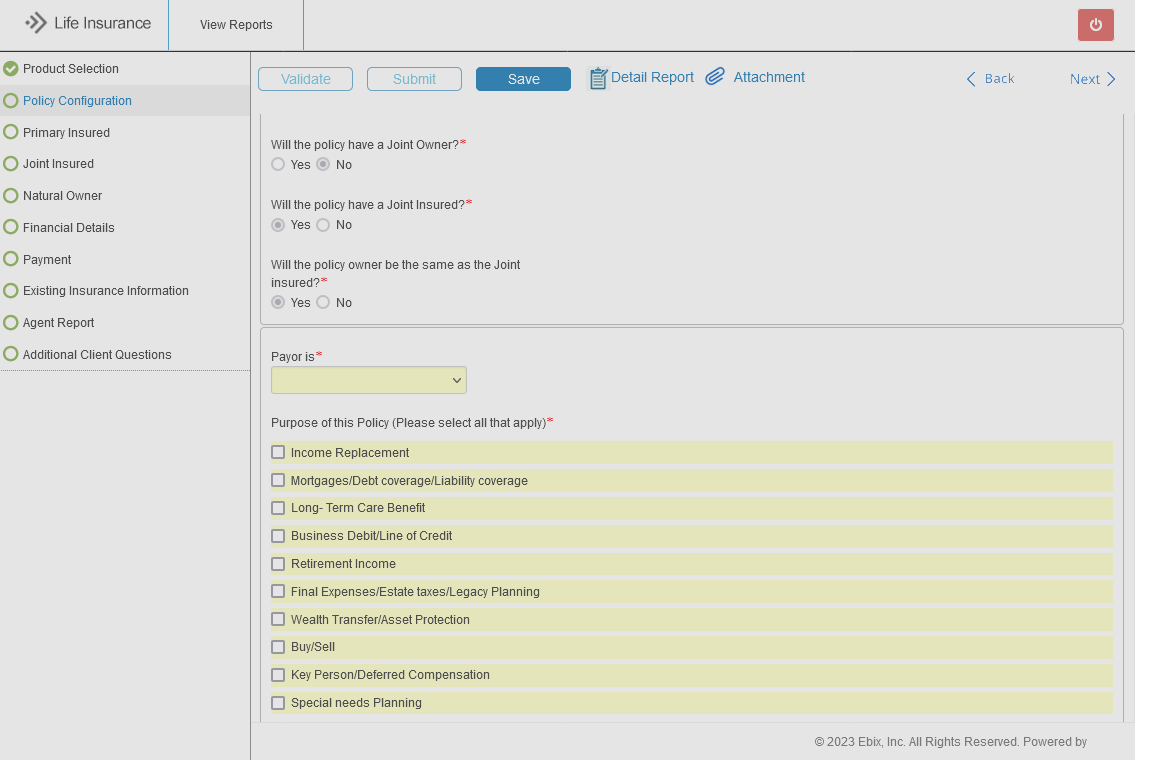 Life Insurance
View Reports
Product Selection
Policy Configuration
Primary Insured
Joint Insured
Natural Owner
Financial Details
Payment
Existing Insurance Information
Agent Report
Additional Client Questions
Validate
Submit
Save
Detail Report
Attachment
Back
Next
Will the policy have a Joint Owner?*
Yes No
Will the policy have a Joint Insured?*
Yes No
Will the policy owner be the same as the Joint
insured?*
Yes No
Payor is*
Purpose of this Policy (Please select all that apply)*
Income Replacement
Mortgages/Debt coverage/Liability coverage
Long- Term Care Benefit
Business Debit/Line of Credit
Retirement Income
Final Expenses/Estate taxes/Legacy Planning
Wealth Transfer/Asset Protection
Buy/Sell
Key Person/Deferred Compensation
Special needs Planning
© 2023 Ebix, Inc. All Rights Reserved. Powered by